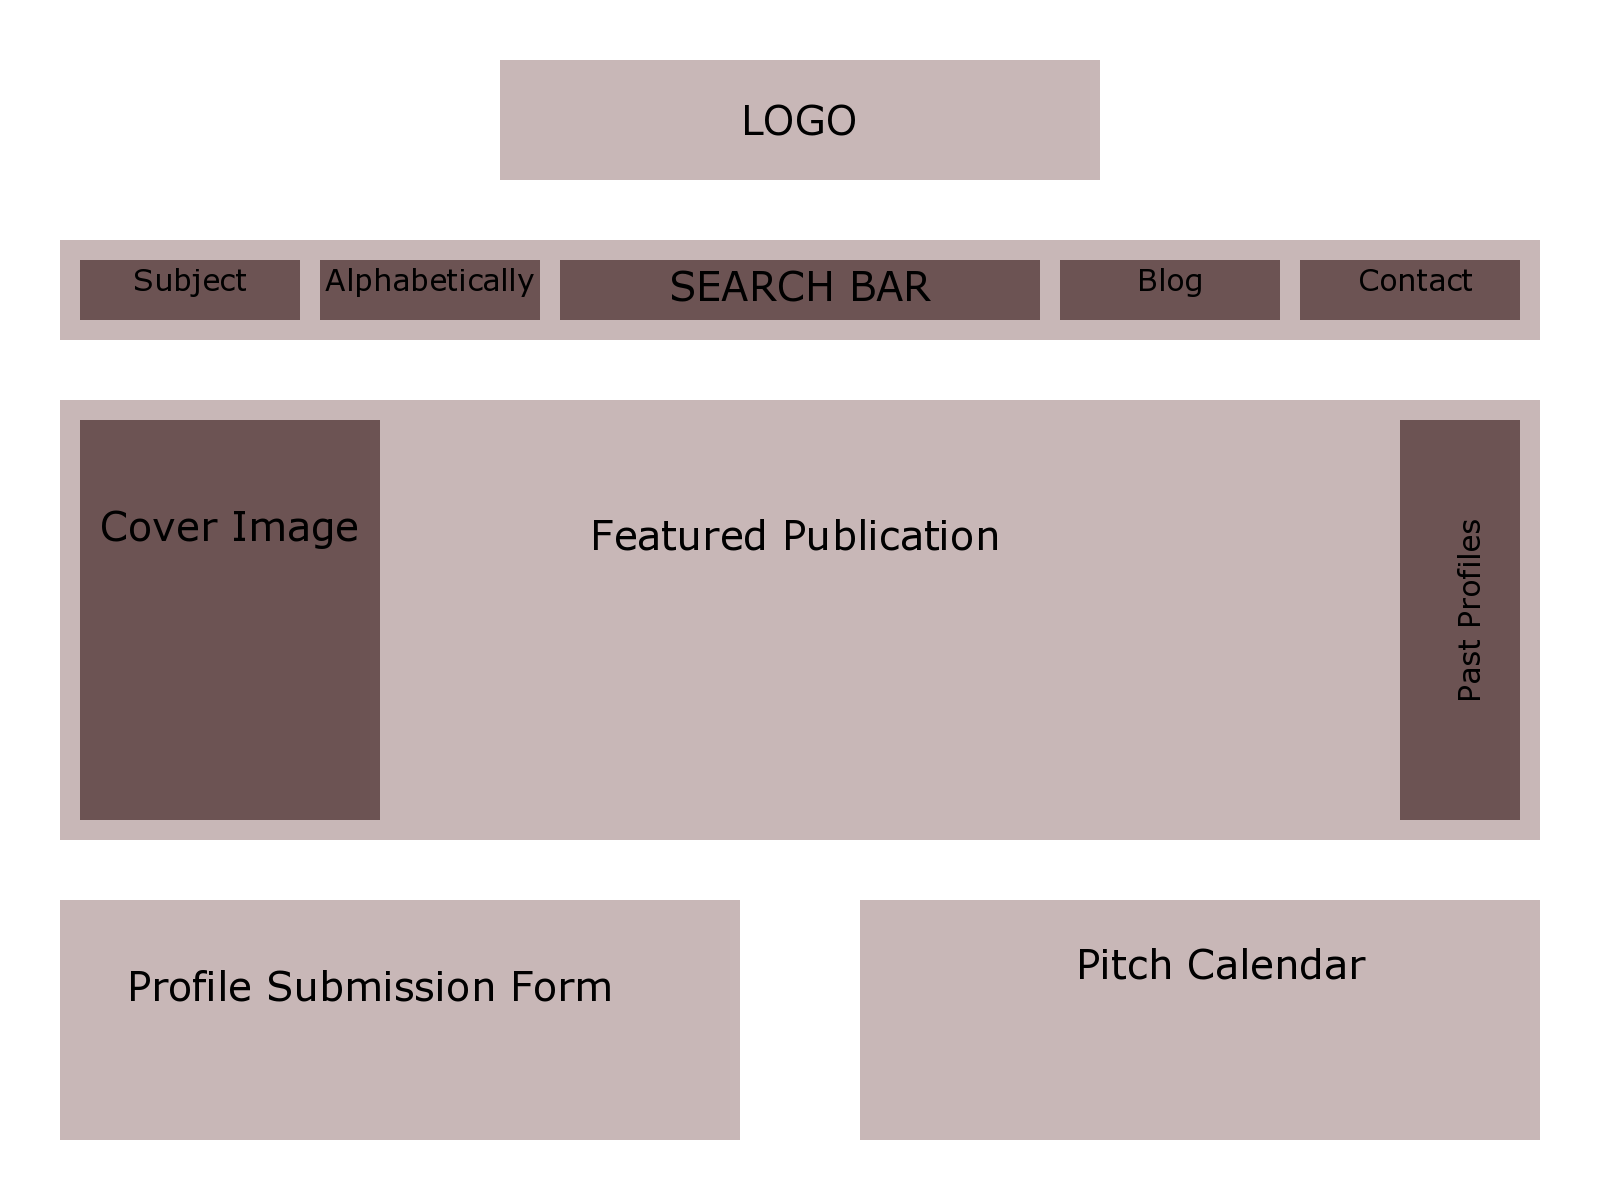 LOGO
Subject
Alphabetically
SEARCH BAR
Blog
Contact
Cover Image
Featured Publication
Past Profiles
Profile Submission Form
Pitch Calendar